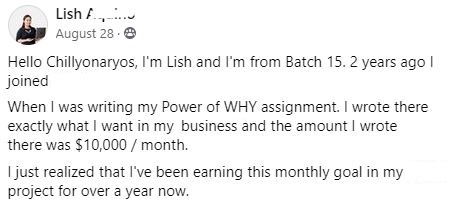 Lish
August 28 ·
Hello Chillyonaryos, I'm Lish and I'm from Batch 15. 2 years ago I
joined
When I was writing my Power of WHY assignment. I wrote there
exactly what I want in my business and the amount I wrote
there was $10,000 / month.
I just realized that I've been earning this monthly goal in my
project for over a year now.